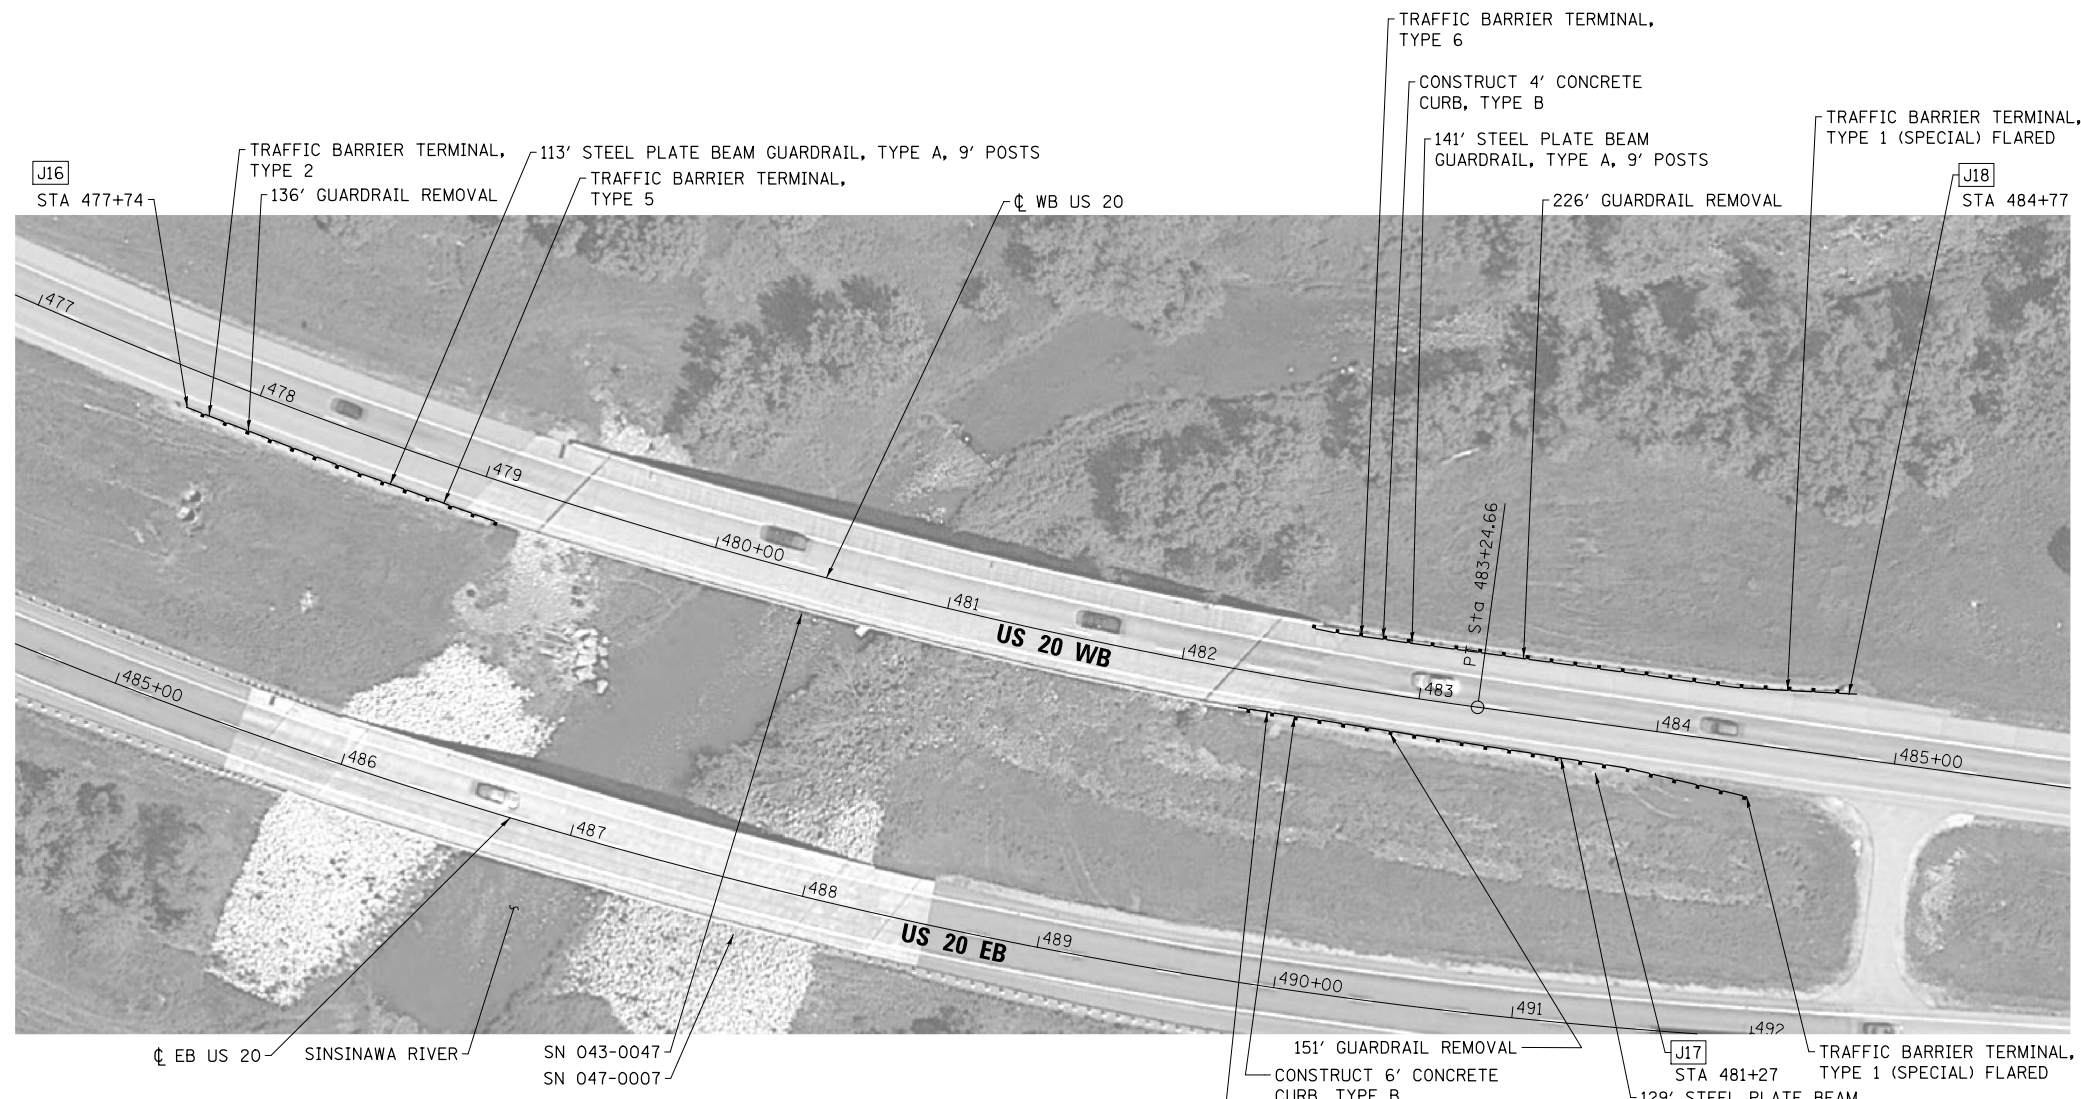 TRAFFIC BARRIER TERMINAL,
TYPE 6
CONSTRUCT 4' CONCRETE
CURB, TYPE B
TRAFFIC BARRIER TERMINAL,
TYPE 1 (SPECIAL) FLARED
141' STEEL PLATE BEAM
GUARDRAIL, TYPE A, 9' POSTS
TRAFFIC BARRIER TERMINAL,
TYPE 2
113' STEEL PLATE BEAM GUARDRAIL, TYPE A, 9' POSTS
J16
STA 477+74
136' GUARDRAIL REMOVAL
TRAFFIC BARRIER TERMINAL,
TYPE 5
℄ WB US 20
226' GUARDRAIL REMOVAL
J18
STA 484+77
477
478
479
480+00
481
482
483
484
485+00
PT Sta 483+24.66
US 20 WB
485+00
486
487
488
489
490+00
491
492
US 20 EB
℄ EB US 20
SINSINAWA RIVER
SN 043-0047
SN 047-0007
151' GUARDRAIL REMOVAL
CONSTRUCT 6' CONCRETE
CURB, TYPE B
J17
STA 481+27
129' STEEL PLATE BEAM
TRAFFIC BARRIER TERMINAL,
TYPE 1 (SPECIAL) FLARED